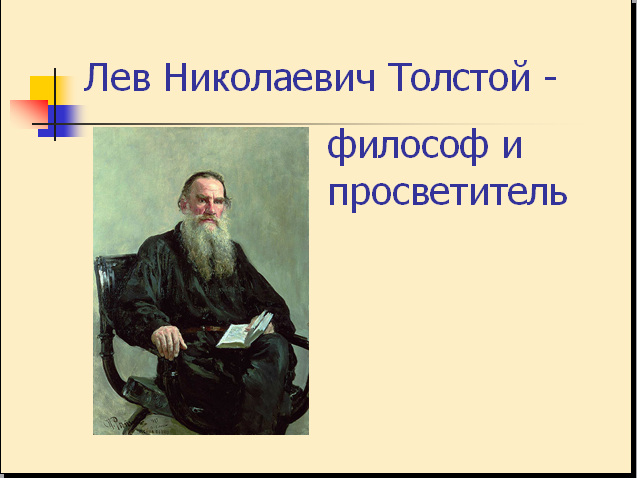 Лев Николаевич Толстой -
философ и
просветитель